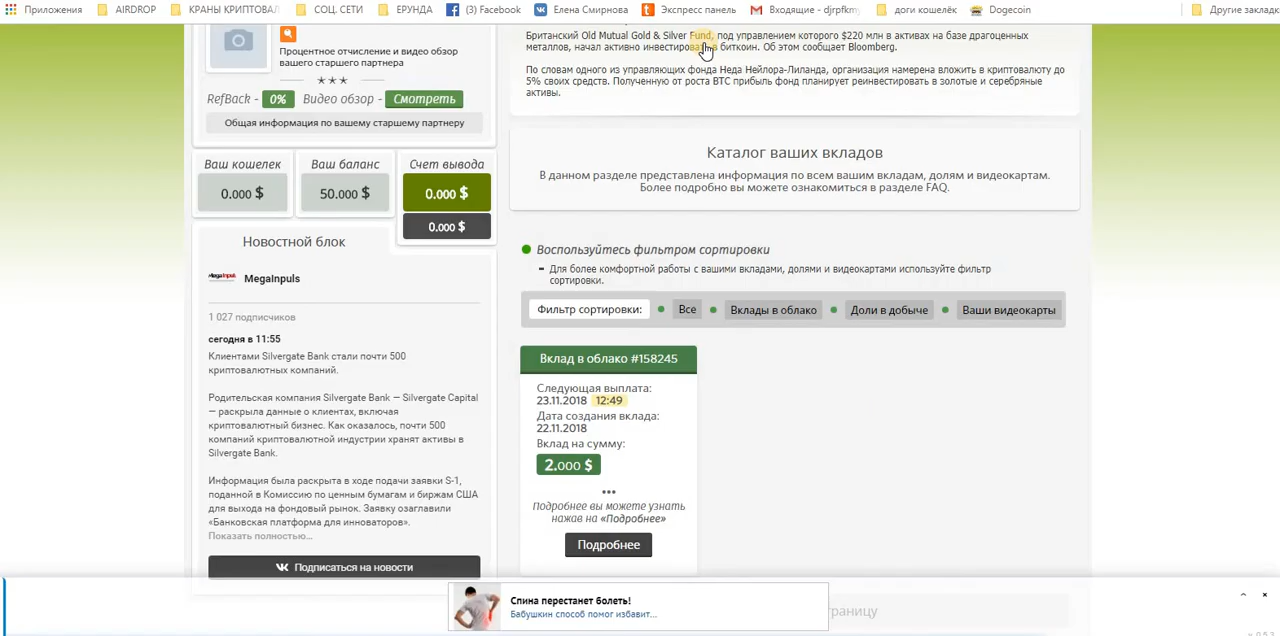 Приложения AIRDROP КРАНЫ КРИПТОВАЛ СОЦ. СЕТИ ЕРУНДА (3) Facebook Елена Смирнова Экспресс панель Входящие - djrpfkmy доги кошелёк Dogecoin Другие заклад
Процентное отчисление и видео обзор
вашего старшего партнера
RefBack - 0% Видео обзор - Смотреть
Общая информация по вашему старшему партнеру
Ваш кошелек Ваш баланс Счет вывода
0.000 $ 50.000 $ 0.000 $
0.000 $
Новостной блок
MegaInpuls
1 027 подписчиков
сегодня в 11:55
Клиентами Silvergate Bank стали почти 500
криптовалютных компаний.
Родительская компания Silvergate Bank — Silvergate Capital
— раскрыла данные о клиентах, включая
криптовалютный бизнес. Как оказалось, почти 500
компаний криптовалютной индустрии хранят активы в
Silvergate Bank.
Информация была раскрыта в ходе подачи заявки S-1,
поданной в Комиссию по ценным бумагам и биржам США
для выхода на фондовый рынок. Заявку озаглавили
«Банковская платформа для инноваторов».
Показать полностью...
Подписаться на новости
Британский Old Mutual Gold & Silver Fund, под управлением которого $220 млн в активах на базе драгоценных
металлов, начал активно инвестировать в биткоин. Об этом сообщает Bloomberg.
По словам одного из управляющих фонда Неда Нейлора-Лиланда, организация намерена вложить в криптовалюту до
5% своих средств. Полученную от роста BTC прибыль фонд планирует реинвестировать в золотые и серебряные
активы.
Каталог ваших вкладов
В данном разделе представлена информация по всем вашим вкладам, долям и видеокартам.
Более подробно вы можете ознакомиться в разделе FAQ.
Воспользуйтесь фильтром сортировки
Для более комфортной работы с вашими вкладами, долями и видеокартами используйте фильтр
сортировки.
Фильтр сортировки: Все Вклады в облако Доли в добыче Ваши видеокарты
Вклад в облако #158245
Следующая выплата:
23.11.2018 12:49
Дата создания вклада:
22.11.2018
Вклад на сумму:
2.000 $
Подробнее вы можете узнать
нажав на «Подробнее»
Подробнее
Спина перестанет болеть!
Бабушкин способ помог избавит...
раницу